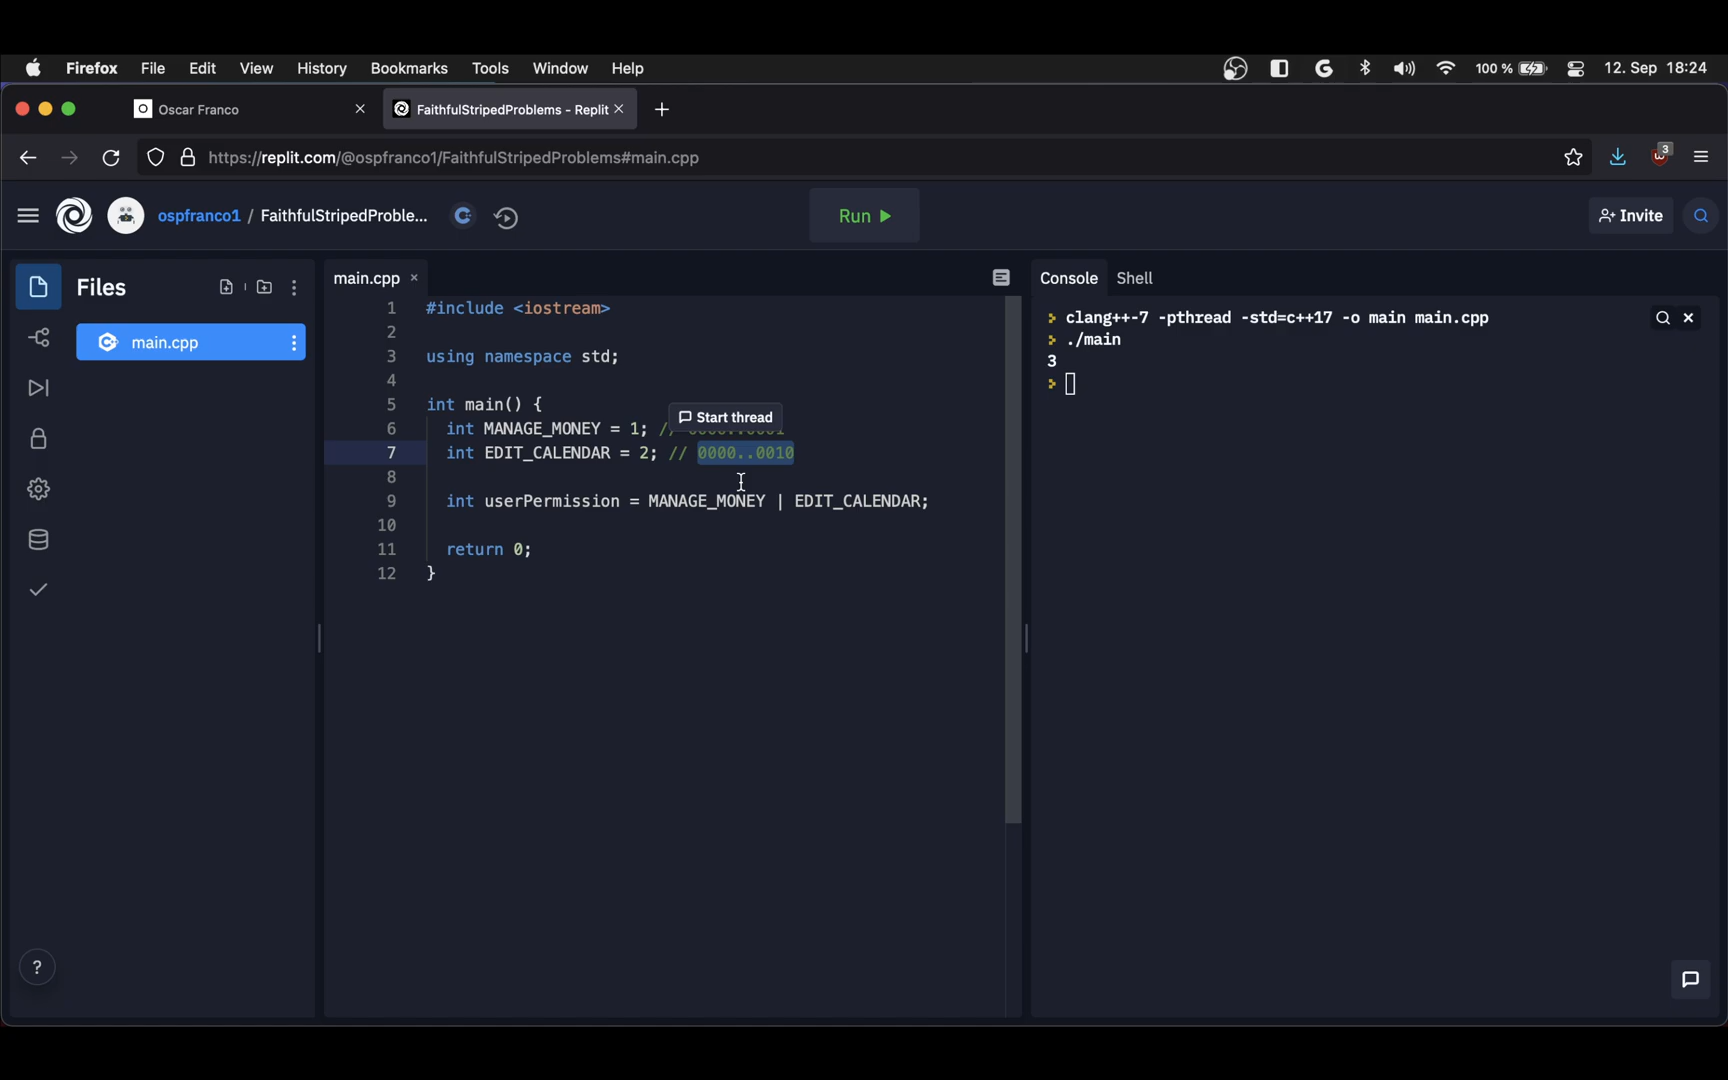 Firefox File Edit View History Bookmarks Tools Window Help 100 % 12. Sep 18:24
Oscar Franco FaithfulStripedProblems - Replit
https://replit.com/@ospfranco1/FaithfulStripedProblems#main.cpp 3
ospfranco1 / FaithfulStripedProble... Run Invite
Files
main.cpp
main.cpp
1 #include <iostream>
2
3 using namespace std;
4
5 int main() {
Start thread
6 int MANAGE_MONEY = 1; // 0000..0001
7 int EDIT_CALENDAR = 2; // 0000..0010
8
9 int userPermission = MANAGE_MONEY | EDIT_CALENDAR;
10
11 return 0;
12 }
Console Shell
clang++-7 -pthread -std=c++17 -o main main.cpp
./main
3
?